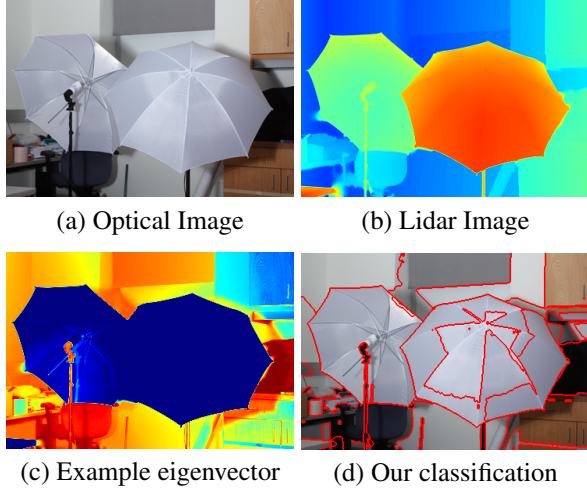 (a) Optical Image
(b) Lidar Image
(c) Example eigenvector
(d) Our classification